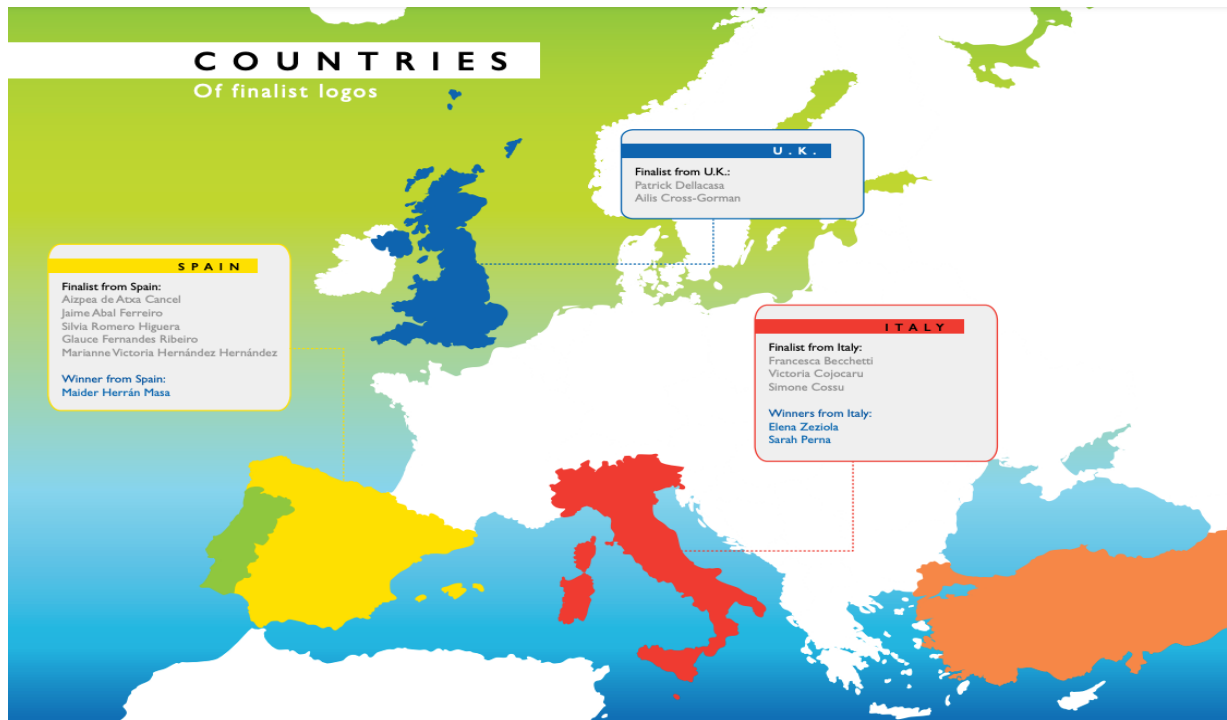 COUNTRIES
Of finalist logos
U.K.
Finalist from U.K.:
Patrick Dellacasa
Ailis Cross-Gorman
SPAIN
Finalist from Spain:
Aizpea de Atxa Cancel
Jaime Abal Ferreiro
Silvia Romero Higuera
Glauce Fernandes Ribeiro
Marianne Victoria Hernández Hernández
Winner from Spain:
Maider Herrán Masa
ITALY
Finalist from Italy:
Francesca Becchetti
Victoria Cojocaru
Simone Cossu
Winners from Italy:
Elena Zeziola
Sarah Perna